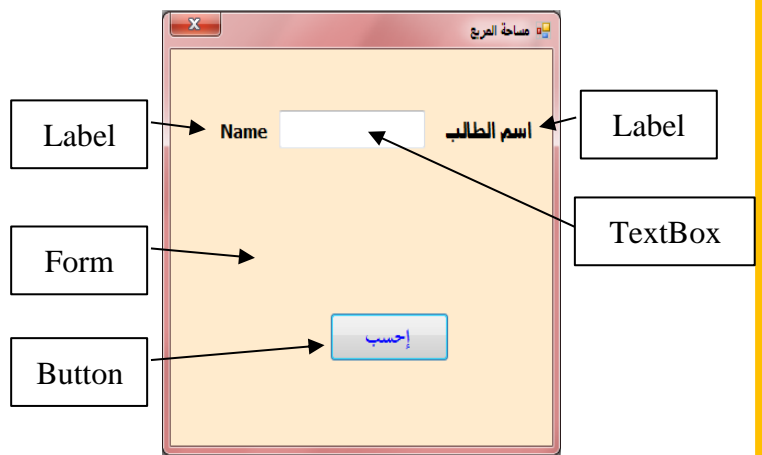 مساحة المربع
X
Label
Name
اسم الطالب
Label
TextBox
Form
إحسب
Button